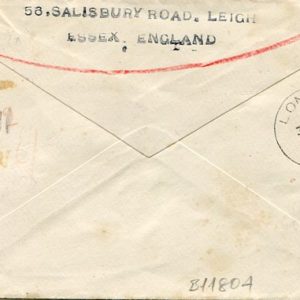 58, SALISBURY ROAD, LEIGH
ESSEX, ENGLAND
B11804